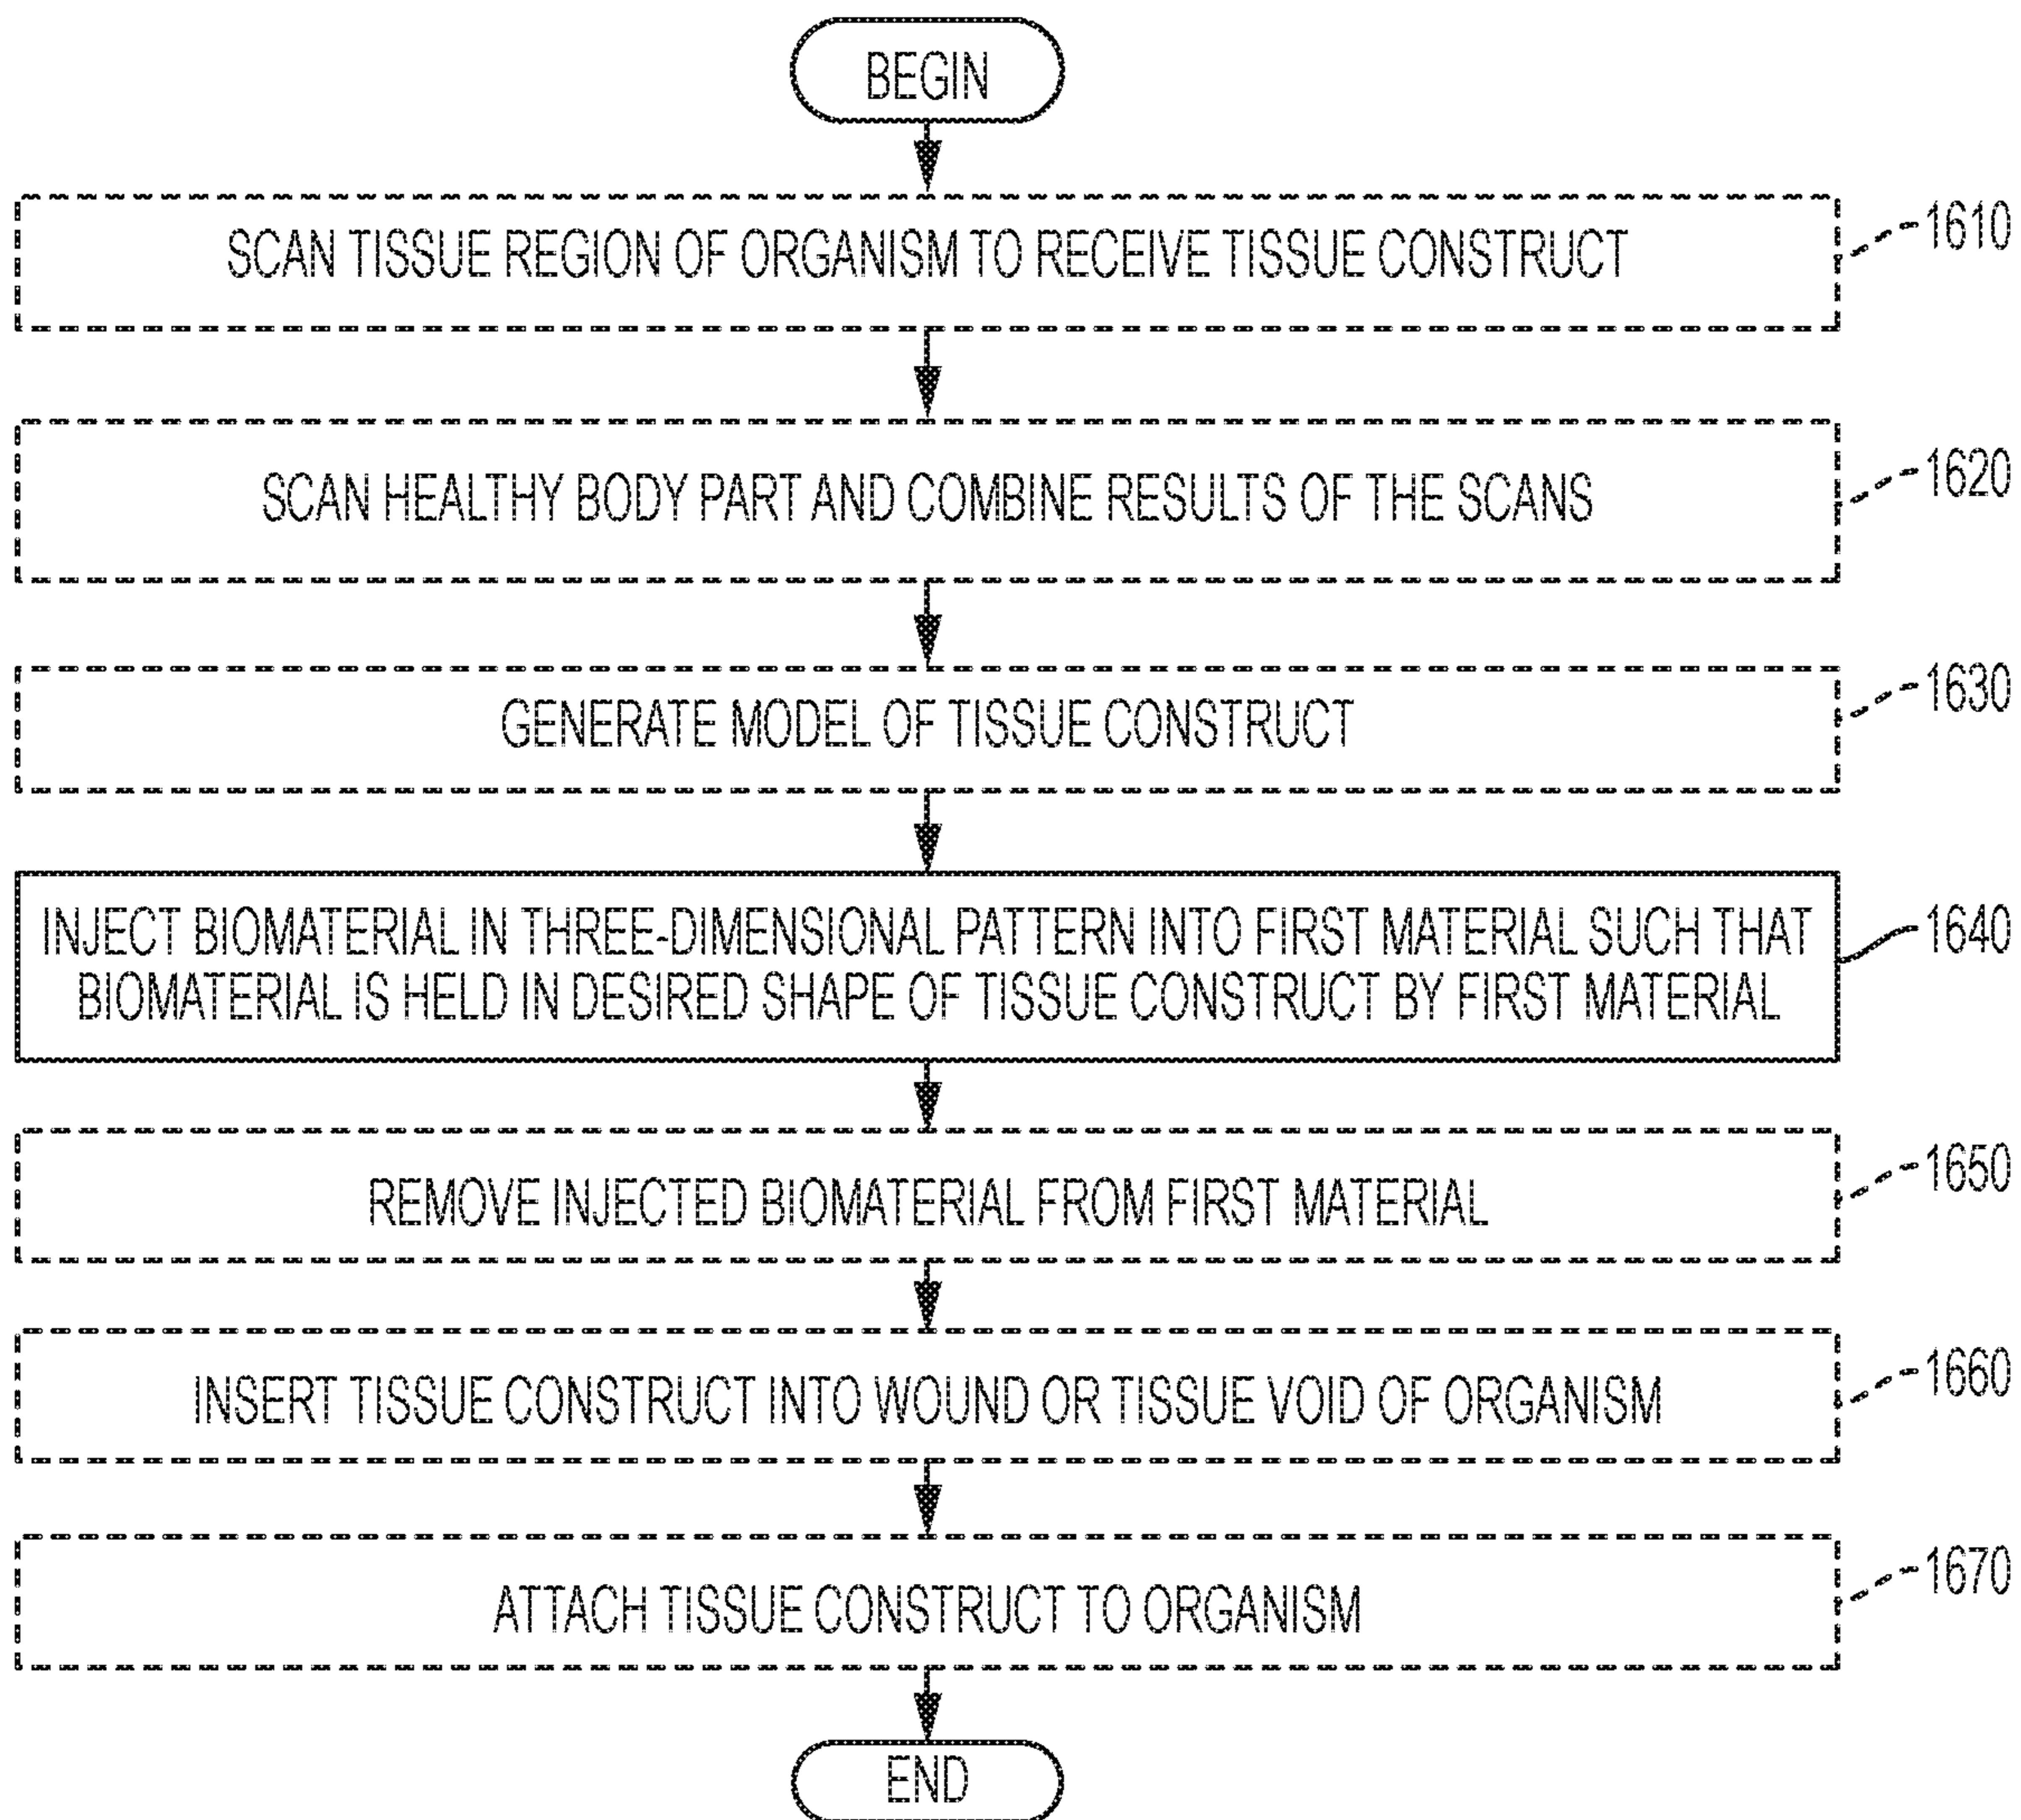 BEGIN
SCAN TISSUE REGION OF ORGANISM TO RECEIVE TISSUE CONSTRUCT
1610
SCAN HEALTHY BODY PART AND COMBINE RESULTS OF THE SCANS
1620
GENERATE MODEL OF TISSUE CONSTRUCT
1630
INJECT BIOMATERIAL IN THREE-DIMENSIONAL PATTERN INTO FIRST MATERIAL SUCH THAT
BIOMATERIAL IS HELD IN DESIRED SHAPE OF TISSUE CONSTRUCT BY FIRST MATERIAL
1640
REMOVE INJECTED BIOMATERIAL FROM FIRST MATERIAL
1650
INSERT TISSUE CONSTRUCT INTO WOUND OR TISSUE VOID OF ORGANISM
1660
ATTACH TISSUE CONSTRUCT TO ORGANISM
1670
END